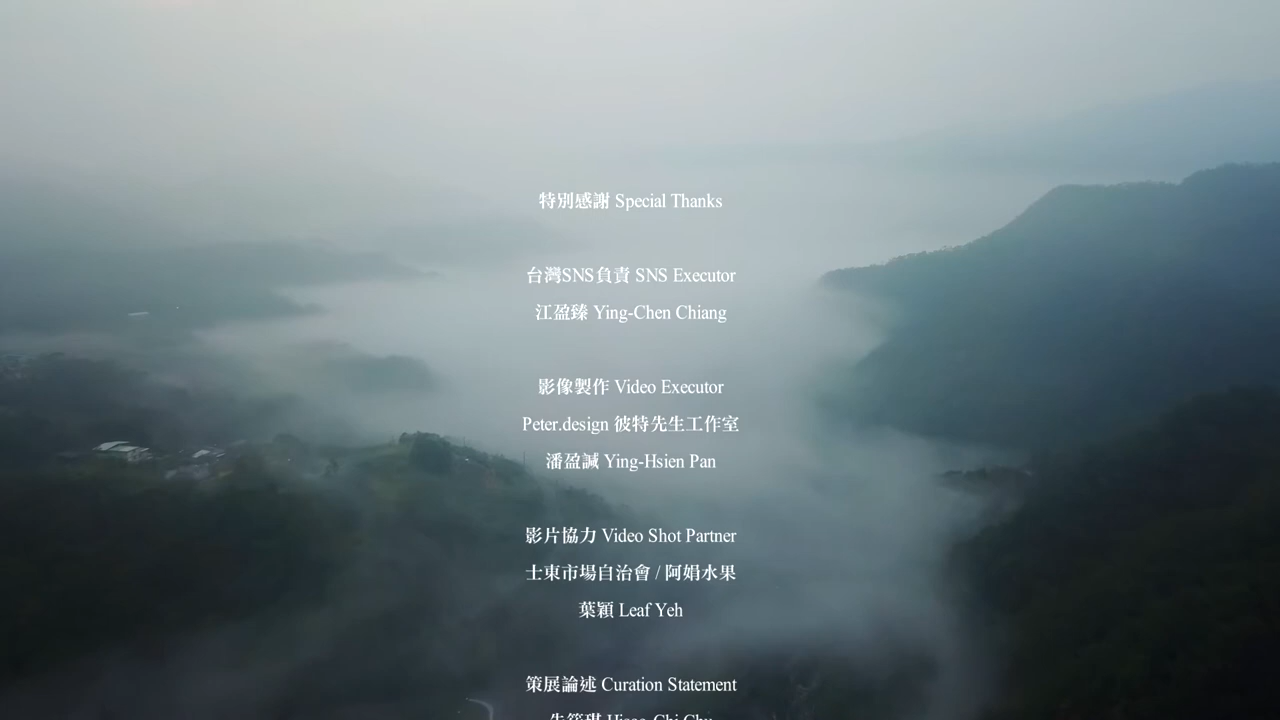 特別感謝 Special Thanks
台灣SNS負責 SNS Executor
江盈臻 Ying-Chen Chiang
影像製作 Video Executor
Peter.design 彼特先生工作室
潘盈諴 Ying-Hsien Pan
影片協力 Video Shot Partner
士東市場自治會 / 阿娟水果
葉穎 Leaf Yeh
策展論述 Curation Statement